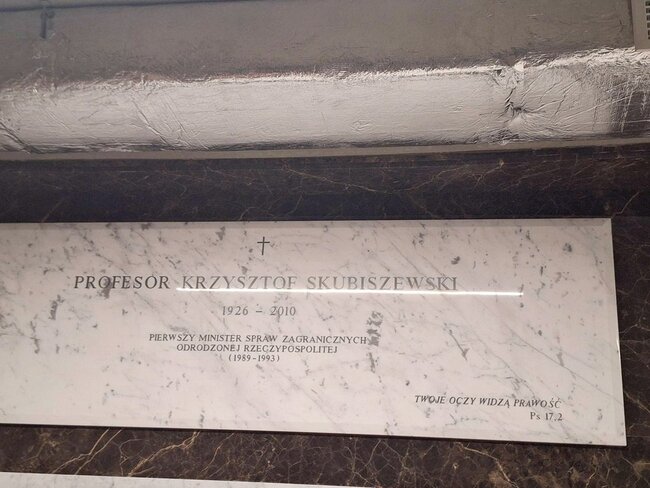 PROFESOR KRZYSZTOF SKUBISZEWSKI
1926 – 2010
PIERWSZY MINISTER SPRAW ZAGRANICZNYCH
ODRODZONEJ RZECZYPOSPOLITEJ
(1989-1993)
TWOJE OCZY WIDZĄ PRAWOŚĆ
Ps 17.2